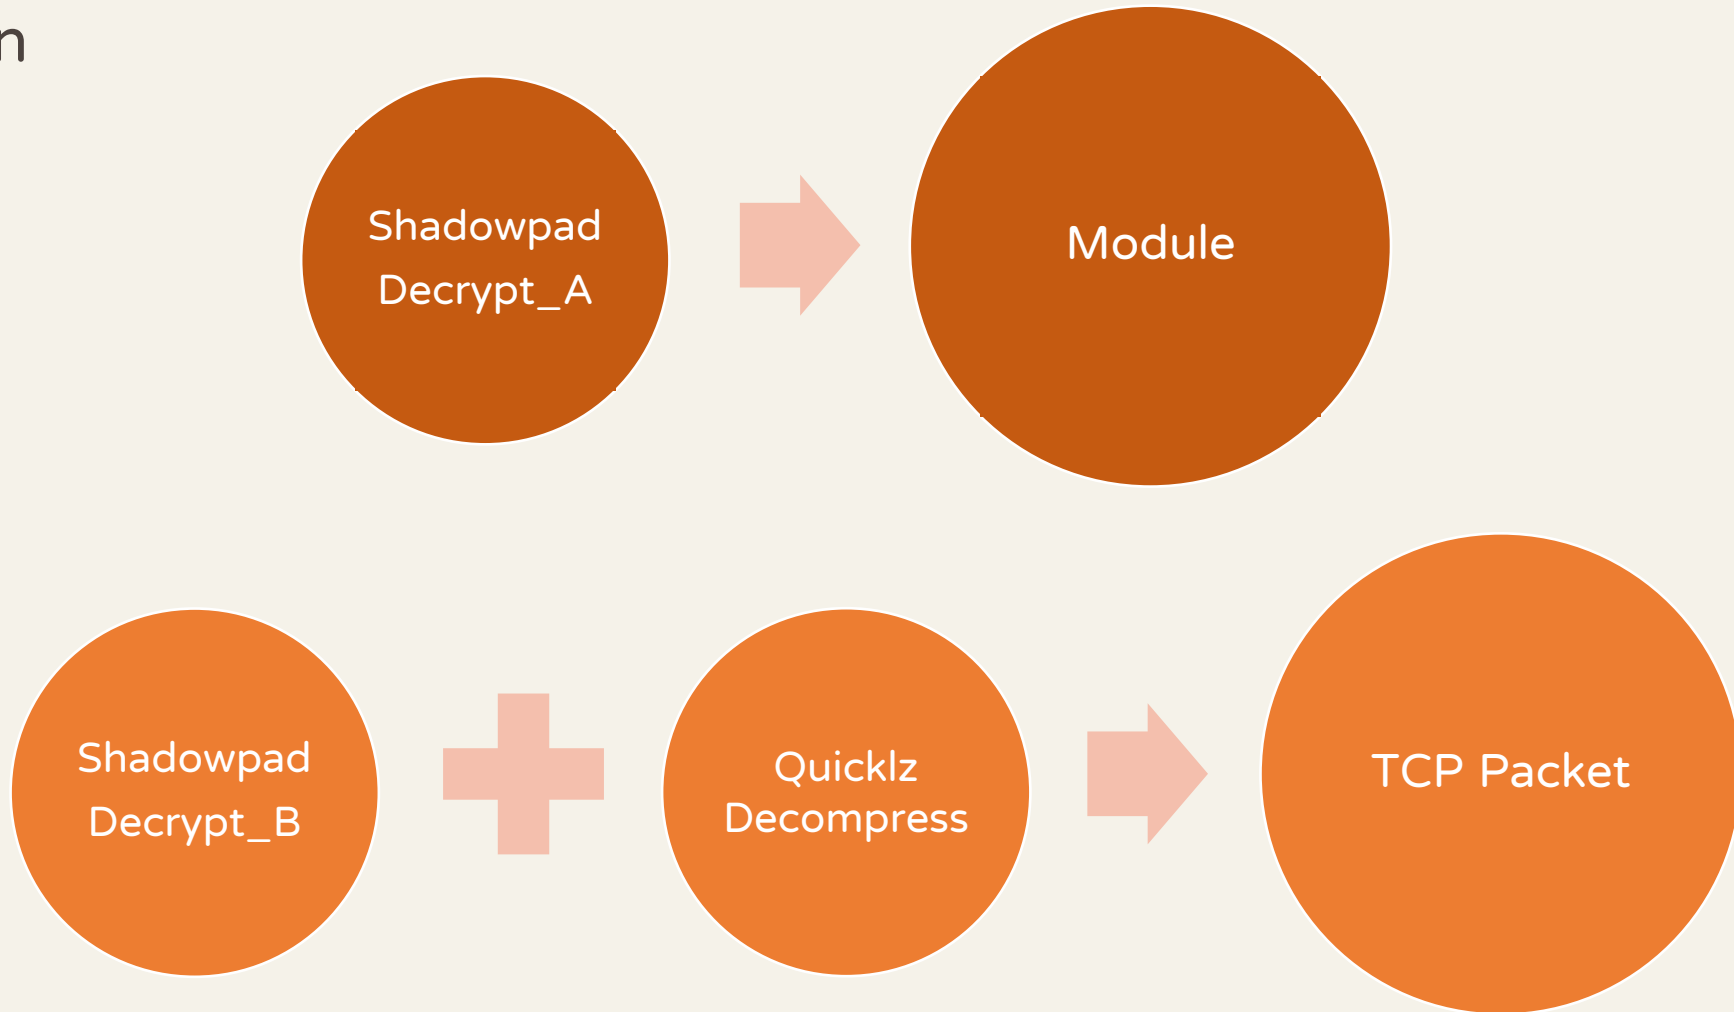 n
Shadowpad
Decrypt_A
Module
Shadowpad
Decrypt_B
Quicklz
Decompress
TCP Packet